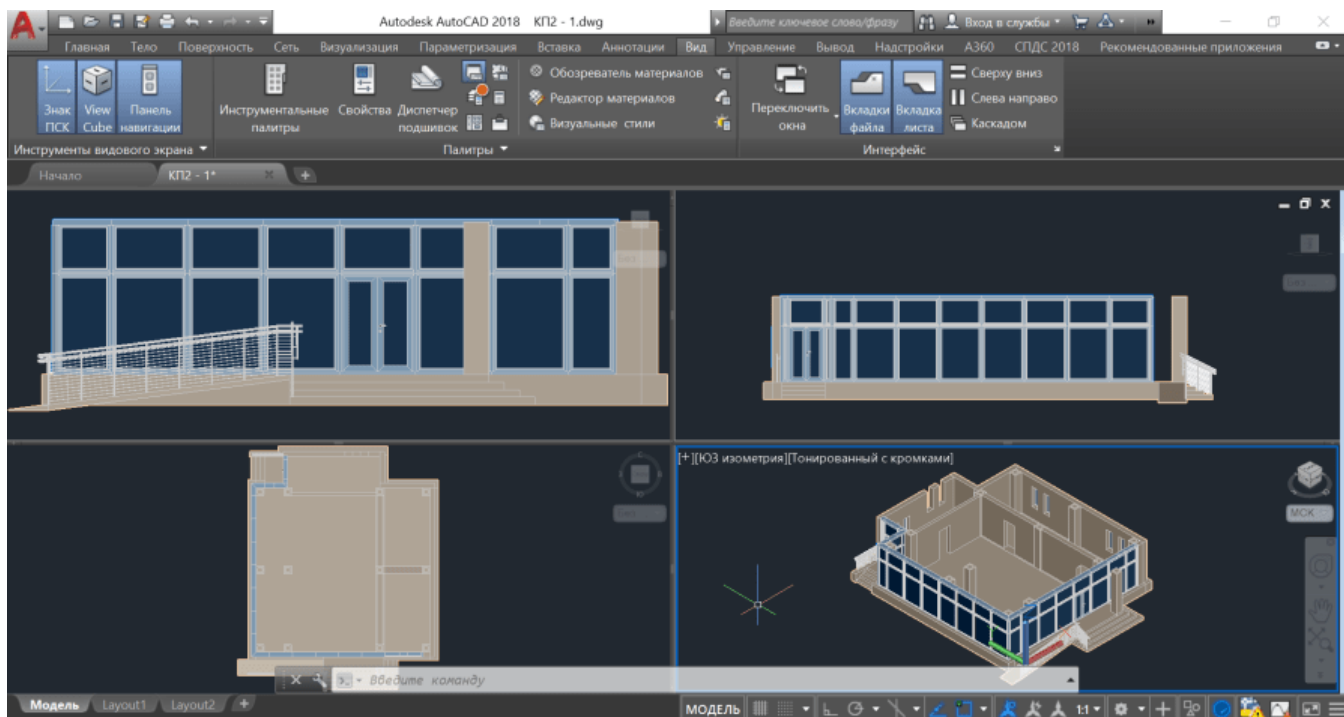 Autodesk AutoCAD 2018 КП2 - 1.dwg
Введите ключевое слово/фразу
Вход в службы
Главная Тело Поверхность Сеть Визуализация Параметризация Вставка Аннотации Вид Управление Вывод Надстройки A360 СПДС 2018 Рекомендованные приложения
Знак ПСК
View Cube
Панель навигации
Инструментальные палитры
Свойства
Диспетчер подшивок
Обозреватель материалов
Редактор материалов
Визуальные стили
Переключить окна
Вкладки файла
Вкладка листа
Сверху вниз
Слева направо
Каскадом
Инструменты видового экрана
Палитры
Интерфейс
Начало
КП2 - 1*
[+][ЮЗ изометрия][Тонированный с кромками]
МСК
Введите команду
Модель Layout1 Layout2 +
МОДЕЛЬ
1:1